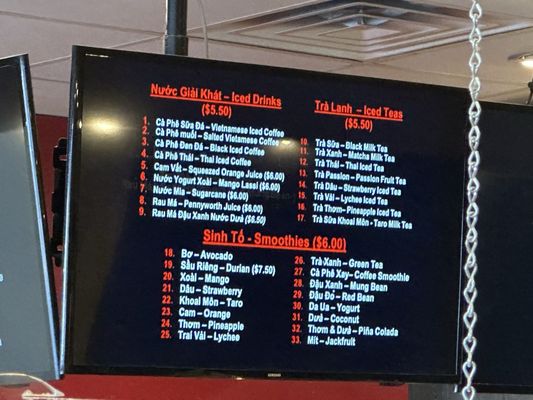 Nước Giải Khát – Iced Drinks
($5.50)
1. Cà Phê Sữa Đá – Vietnamese Iced Coffee
2. Cà Phê muối – Salted Vietnamese Coffee
3. Cà Phê Đen Đá – Black Iced Coffee
4. Cà Phê Thái – Thai Iced Coffee
5. Cam Vắt – Squeezed Orange Juice ($6.00)
6. Nước Yogurt Xoài - Mango Lassi ($6.00)
7. Nước Mía – Sugarcane ($6.00)
8. Rau Má – Pennyworth Juice ($6.00)
9. Rau Má Đậu Xanh Nước Dừa ($6.50)
Trà Lạnh – Iced Teas
($5.50)
10. Trà Sữa – Black Milk Tea
11. Trà Xanh – Matcha Milk Tea
12. Trà Thái – Thai Iced Tea
13. Trà Passion – Passion Fruit Tea
14. Trà Dâu – Strawberry Iced Tea
15. Trà Vải – Lychee Iced Tea
16. Trà Thơm – Pineapple Iced Tea
17. Trà Sữa Khoai Môn - Taro Milk Tea
Sinh Tố - Smoothies ($6.00)
18. Bơ – Avocado
19. Sầu Riêng – Durian ($7.50)
20. Xoài – Mango
21. Dâu – Strawberry
22. Khoai Môn – Taro
23. Cam – Orange
24. Thơm – Pineapple
25. Trái Vải – Lychee
26. Trà Xanh – Green Tea
27. Cà Phê Xay – Coffee Smoothie
28. Đậu Xanh – Mung Bean
29. Đậu Đỏ – Red Bean
30. Da Ua – Yogurt
31. Dừa – Coconut
32. Thơm & Dừa – Piña Colada
33. Mít – Jackfruit
SAMSUNG